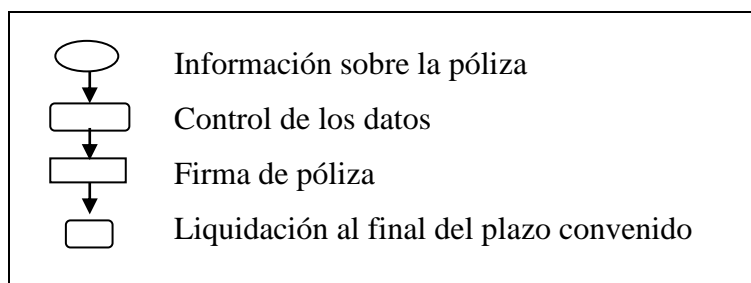 Información sobre la póliza
Control de los datos
Firma de póliza
Liquidación al final del plazo convenido